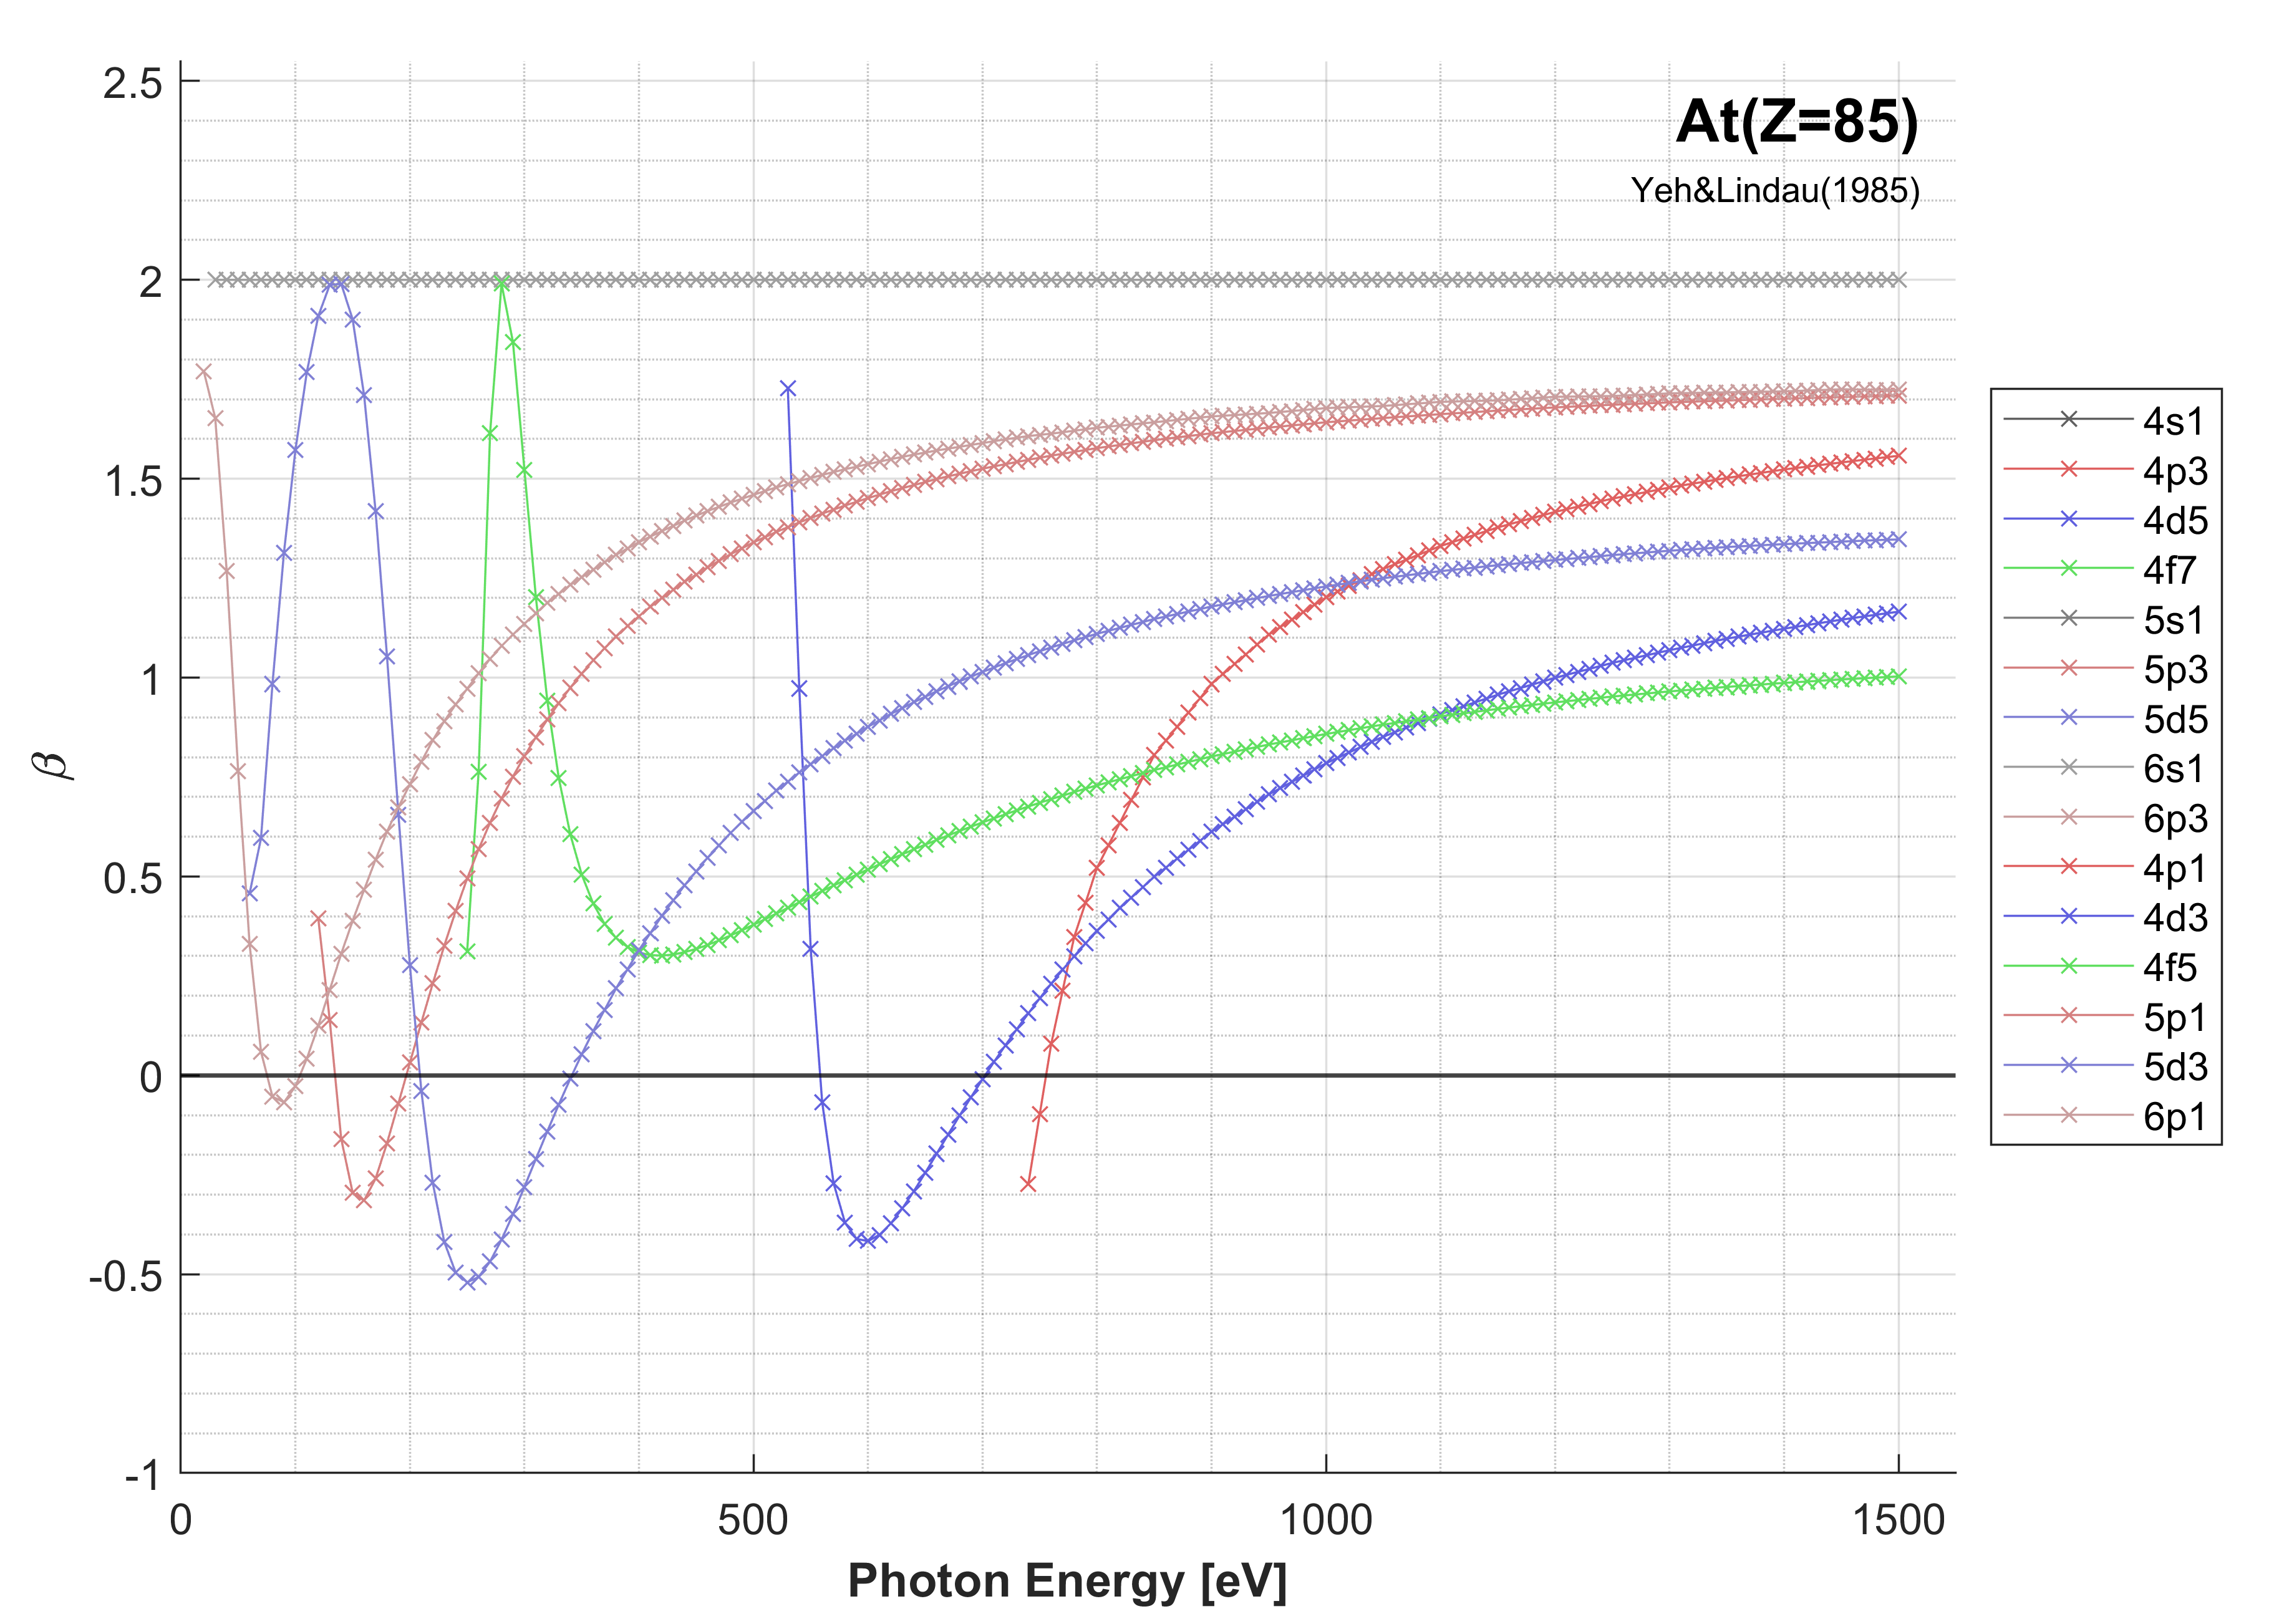 At(Z=85)
Yeh&Lindau(1985)
2.5
2
1.5
1
0.5
0
-0.5
-1
β
0
500
1000
1500
Photon Energy [eV]
4s1
4p3
4d5
4f7
5s1
5p3
5d5
6s1
6p3
4p1
4d3
4f5
5p1
5d3
6p1